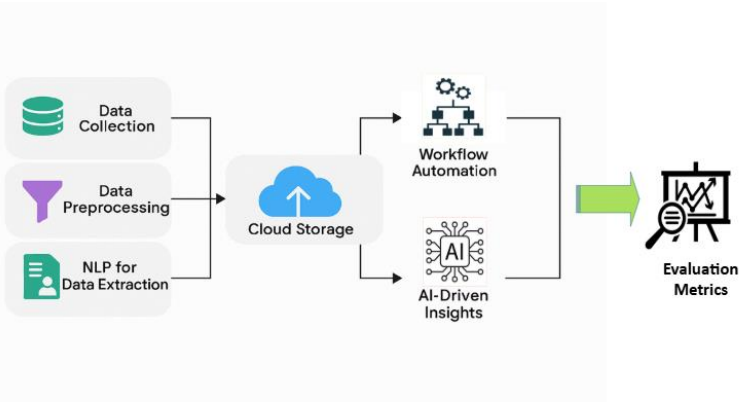 Data
Collection
Data
Preprocessing
NLP for
Data Extraction
Cloud Storage
Workflow
Automation
AI
AI-Driven
Insights
Evaluation
Metrics